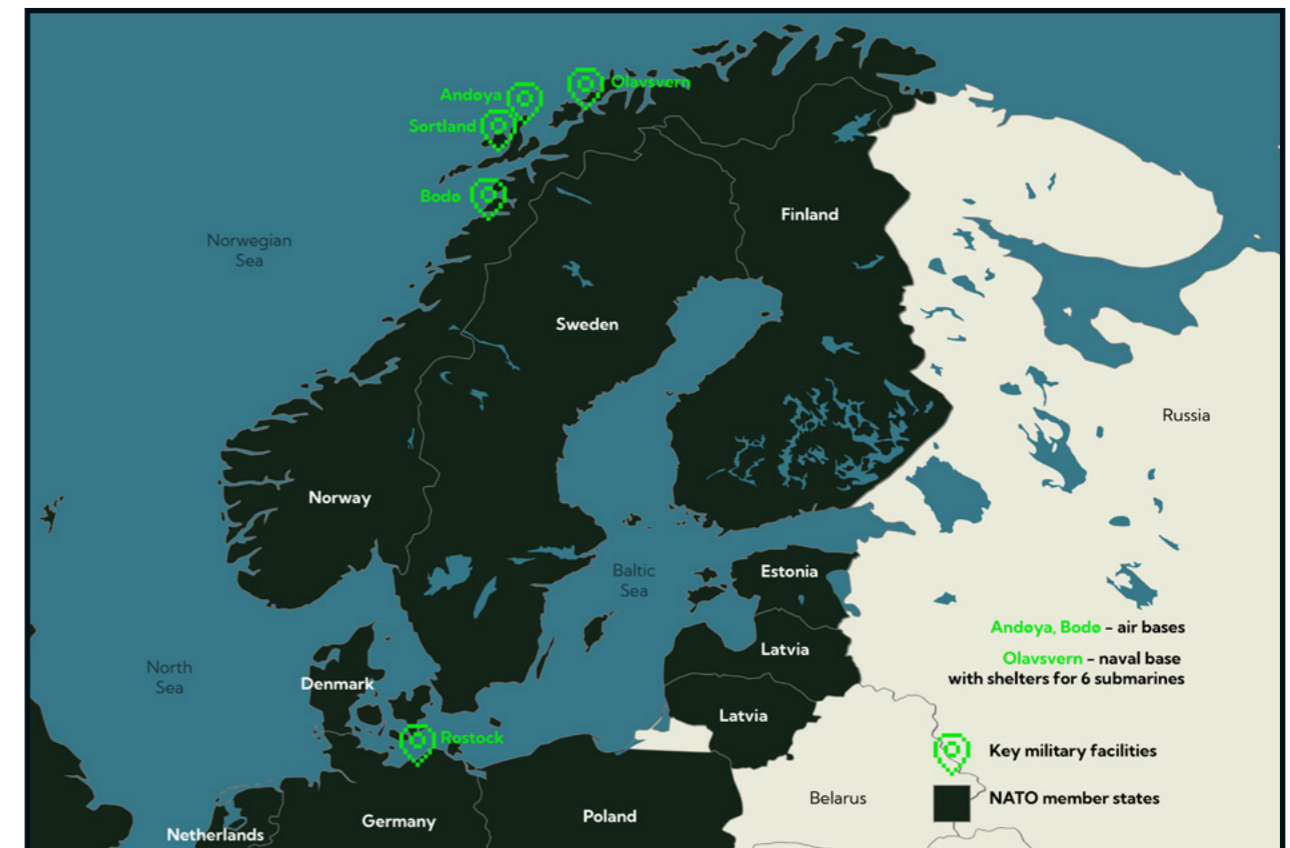 Olavsvern
Andøya
Sortland
Bodø
Finland
Norwegian
Sea
Sweden
Russia
Norway
Baltic
Sea
Estonia
Andøya, Bodø – air bases
Latvia
Olavsvern – naval base
with shelters for 6 submarines
North
Sea
Denmark
Latvia
Rostock
Key military facilities
Belarus
NATO member states
Poland
Germany
Netherlands